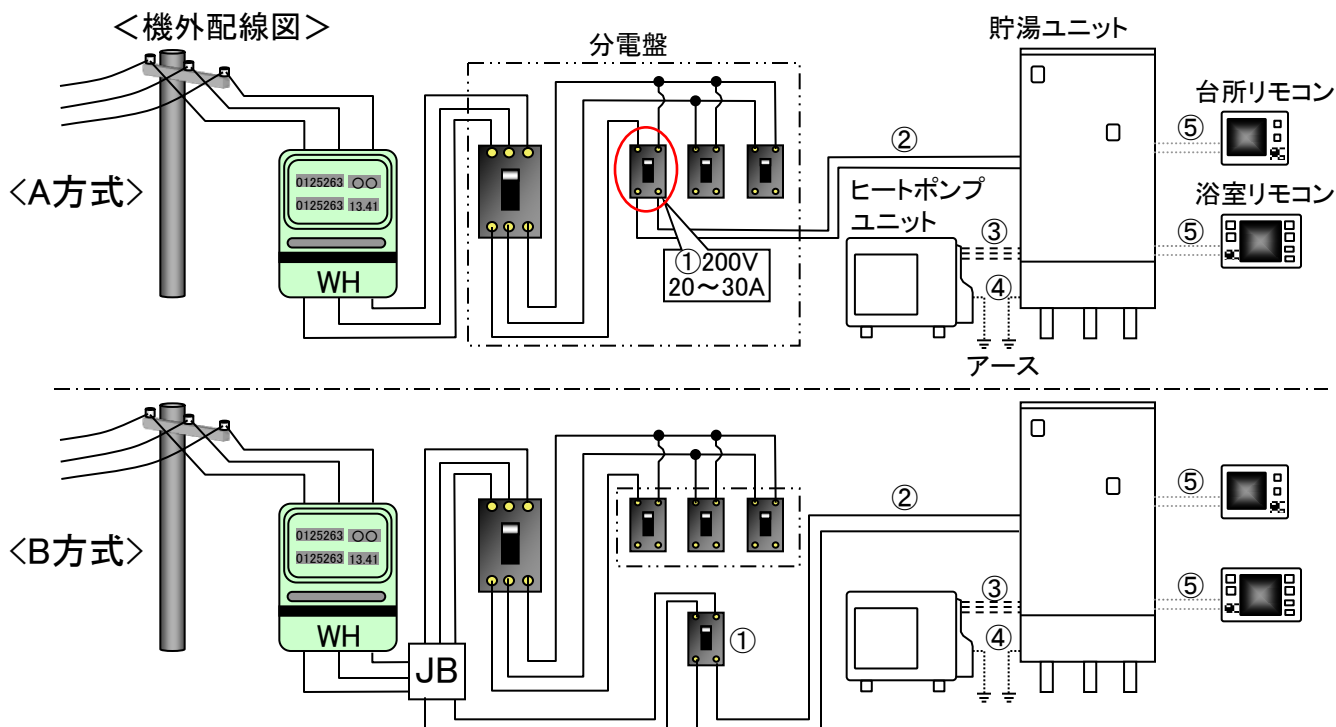 ＜機外配線図＞
分電盤
貯湯ユニット
台所リモコン
⑤
②
＜A方式＞
0125263 ○○
0125263 13.41
ヒートポンプ
ユニット
浴室リモコン
③
⑤
①200V
20～30A
WH
④
アース
②
⑤
＜B方式＞
0125263 ○○
0125263 13.41
③
⑤
WH
①
④
JB